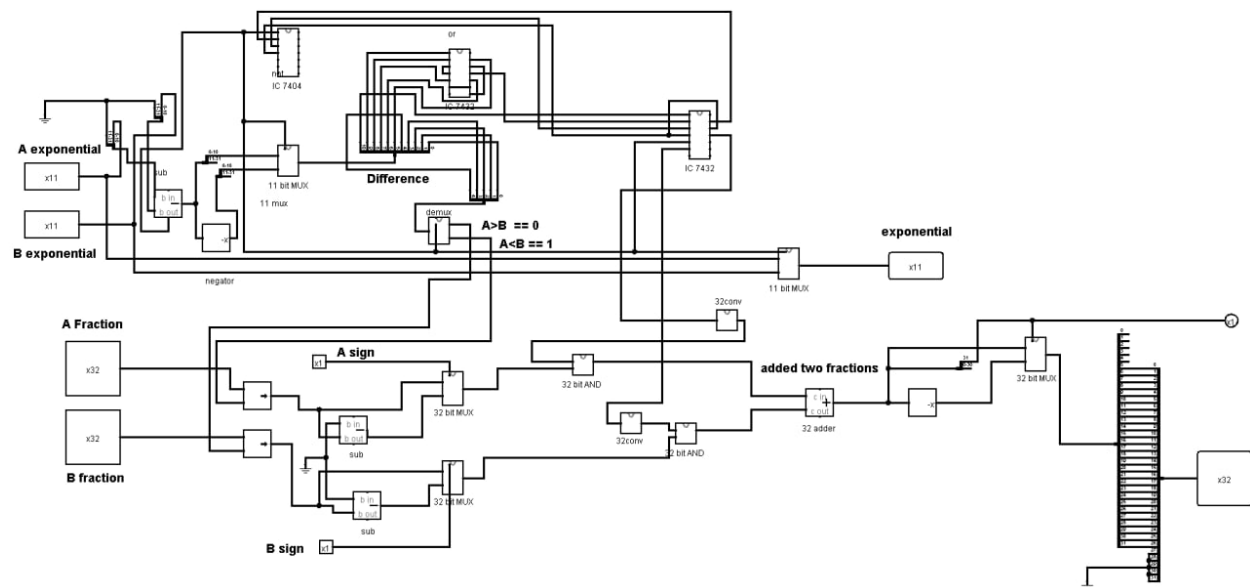 or
not
IC 7404
IC 7432
A exponential
x11
sub
b in
b out
11 bit MUX
Difference
IC 7432
B exponential
x11
-x
11 mux
demux
A>B == 0
A<B == 1
negator
exponential
x11
11 bit MUX
32conv
A Fraction
x32
A sign
x1
32 bit MUX
32 bit AND
added two fractions
c in
+
c out
32 adder
-x
32 bit MUX
x1
B fraction
x32
b in
b out
sub
32conv
32 bit AND
32 bit MUX
b in
b out
sub
B sign
x1
x32